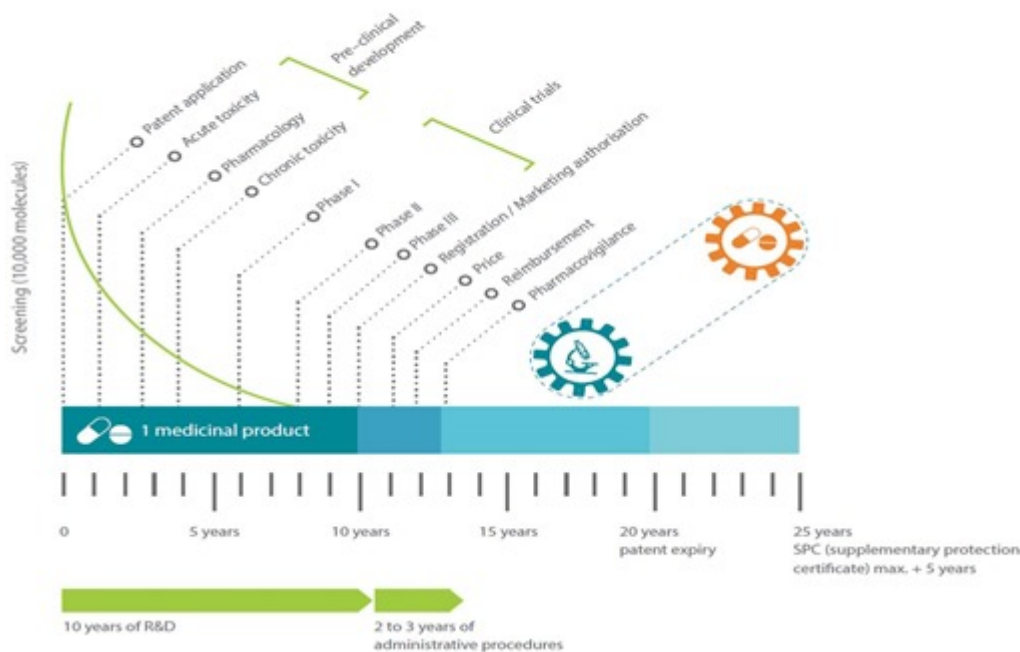 Screening (10,000 molecules)
Patent application
Acute toxicity
Pharmacology
Chronic toxicity
Pre-clinical
development
Phase I
Phase II
Phase III
Clinical trials
Registration / Marketing authorisation
Price
Reimbursement
Pharmacovigilance
1 medicinal product
0
5 years
10 years
15 years
20 years
patent expiry
25 years
SPC (supplementary protection
certificate) max. + 5 years
10 years of R&D
2 to 3 years of
administrative procedures